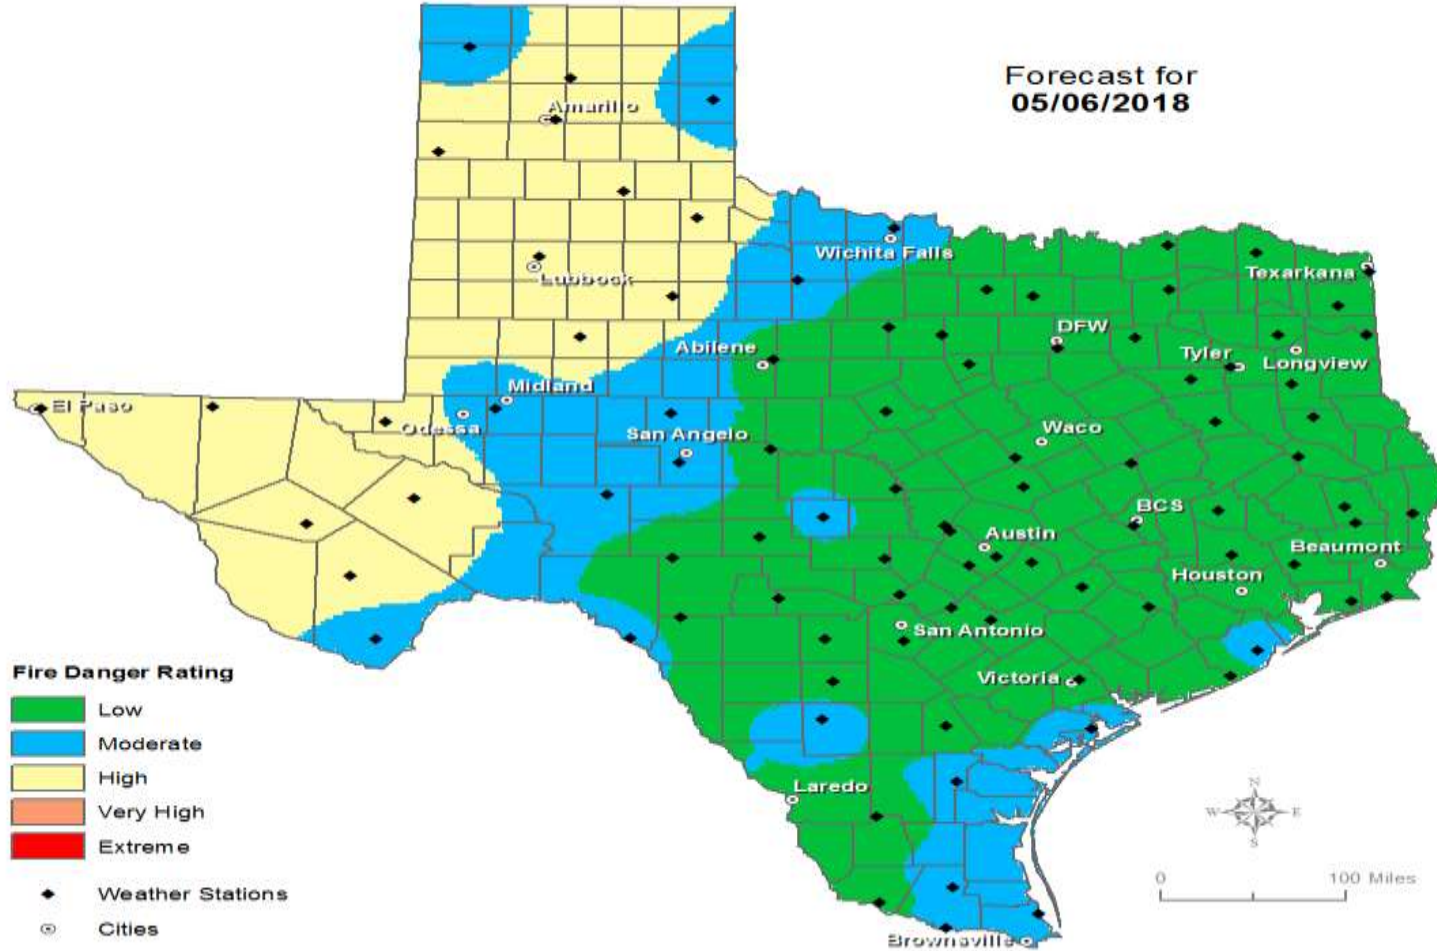 Forecast for
05/06/2018
Amarillo
Wichita Falls
Lubbock
Texarkana
DFW
Abilene
Tyler
Longview
Midland
El Paso
Odessa
San Angelo
Waco
BCS
Austin
Beaumont
Houston
San Antonio
Victoria
Laredo
Brownsville
Fire Danger Rating
Low
Moderate
High
Very High
Extreme
Weather Stations
Cities
N
W E
S
0 100 Miles